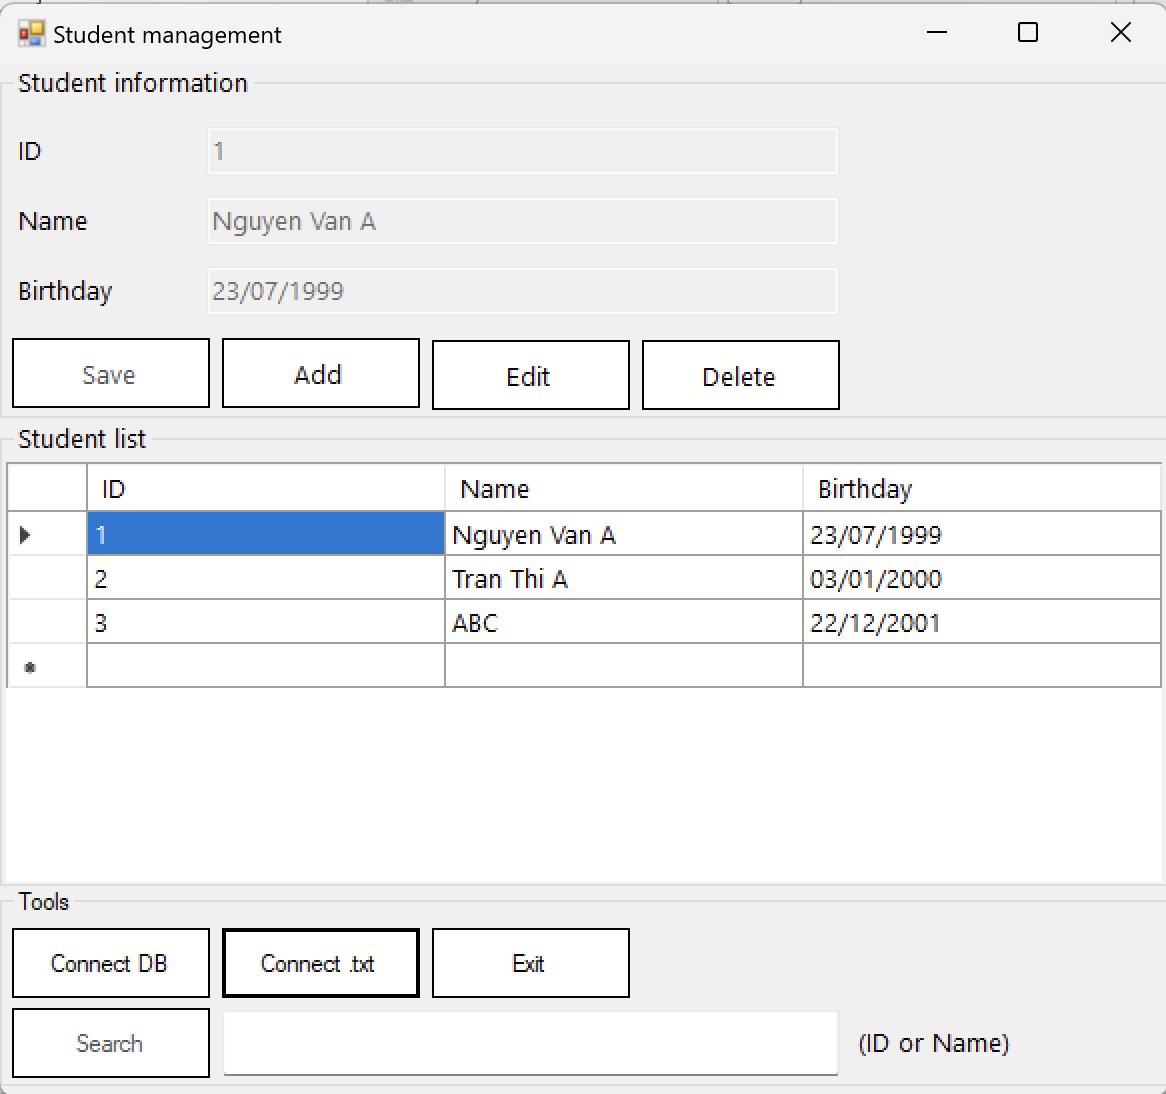 Student management
Student information
ID 1
Name Nguyen Van A
Birthday 23/07/1999
Save Add Edit Delete
Student list
ID Name Birthday
1 Nguyen Van A 23/07/1999
2 Tran Thi A 03/01/2000
3 ABC 22/12/2001
Tools
Connect DB Connect .txt Exit
Search (ID or Name)